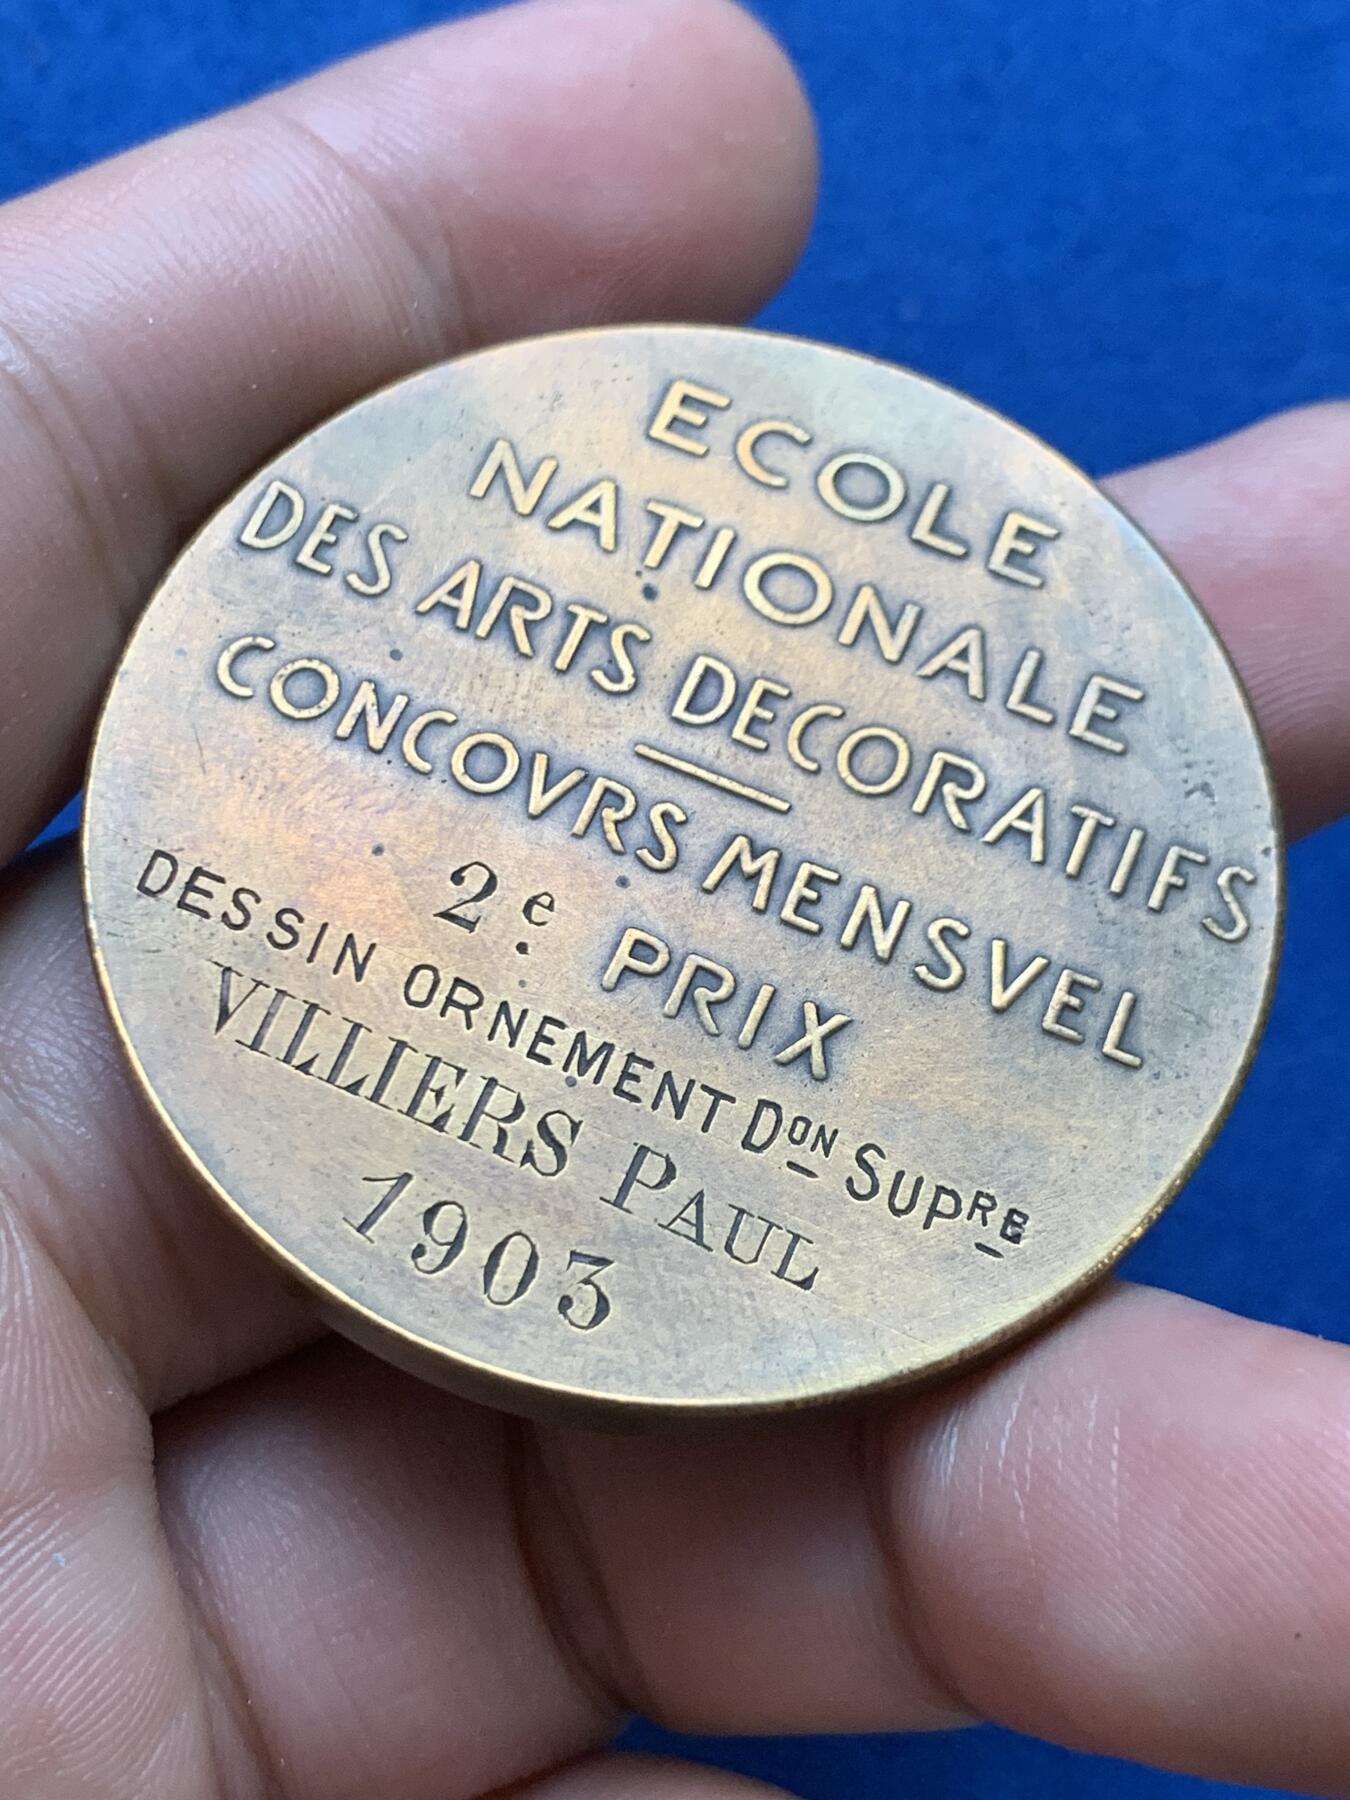 ECOLE
NATIONALE
DES ARTS DECORATIFS
CONCOVRS MENSVEL
2e PRIX
DESSIN ORNEMENT Don SUPRE
VILLIERS PAUL
1903